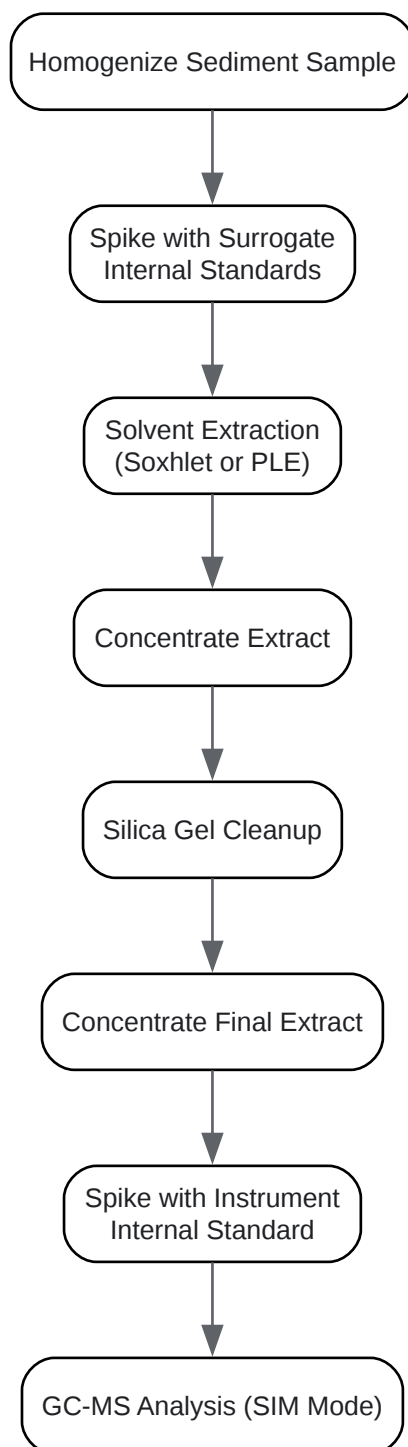 Homogenize Sediment Sample
Spike with Surrogate
Internal Standards
Solvent Extraction
(Soxhlet or PLE)
Concentrate Extract
Silica Gel Cleanup
Concentrate Final Extract
Spike with Instrument
Internal Standard
GC-MS Analysis (SIM Mode)